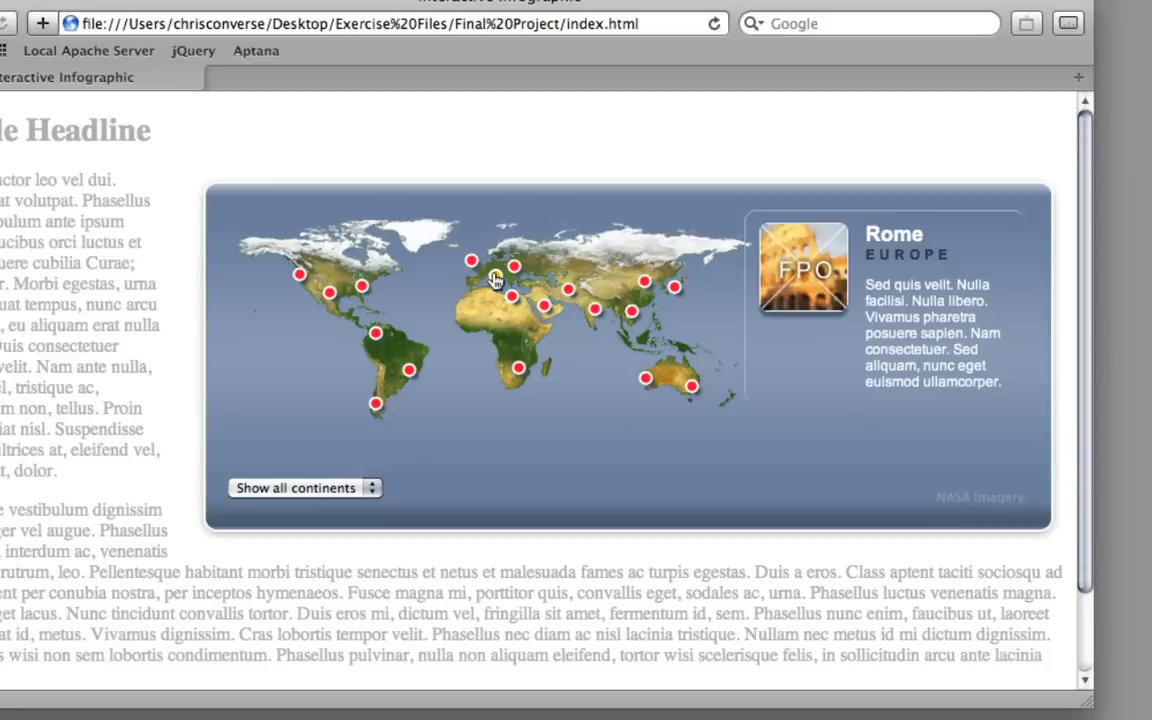 file:///Users/chrisconverse/Desktop/Exercise%20Files/Final%20Project/index.html
Google
Local Apache Server jQuery Aptana
teractive Infographic
le Headline
ctor leo vel dui.
at volutpat. Phasellus
bulum ante ipsum
ucibus orci luctus et
uere cubilia Curae;
r. Morbi egestas, urna
uat tempus, nunc arcu
, eu aliquam erat nulla
Duis consectetuer
velit. Nam ante nulla,
el, tristique ac,
m non, tellus. Proin
iat nisl. Suspendisse
ultrices at, eleifend vel,
t, dolor.
Rome
EUROPE
FPO
Sed quis velit. Nulla
facilisi. Nulla libero.
Vivamus pharetra
posuere sapien. Nam
consectetuer. Sed
aliquam, nunc eget
euismod ullamcorper.
Show all continents
NASA Imagery
e vestibulum dignissim
ger vel augue. Phasellus
, interdum ac, venenatis
rutrum, leo. Pellentesque habitant morbi tristique senectus et netus et malesuada fames ac turpis egestas. Duis a eros. Class aptent taciti sociosqu ad
ent per conubia nostra, per inceptos hymenaeos. Fusce magna mi, porttitor quis, convallis eget, sodales ac, urna. Phasellus luctus venenatis magna.
get lacus. Nunc tincidunt convallis tortor. Duis eros mi, dictum vel, fringilla sit amet, fermentum id, sem. Phasellus nunc enim, faucibus ut, laoreet
at id, metus. Vivamus dignissim. Cras lobortis tempor velit. Phasellus nec diam ac nisl lacinia tristique. Nullam nec metus id mi dictum dignissim.
s wisi non sem lobortis condimentum. Phasellus pulvinar, nulla non aliquam eleifend, tortor wisi scelerisque felis, in sollicitudin arcu ante lacinia